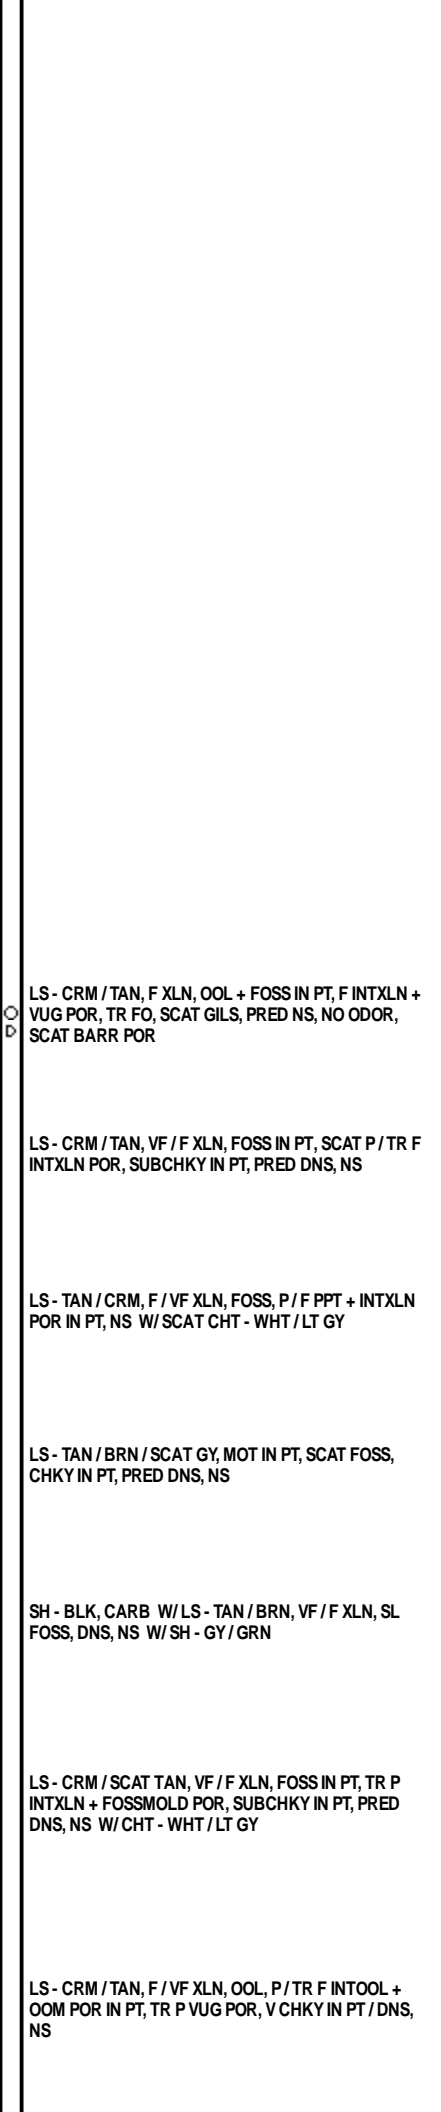 LS - CRM / TAN, F XLN, OOL + FOSS IN PT, F INTXLN +
O VUG POR, TR FO, SCAT GILS, PRED NS, NO ODOR,
D SCAT BARR POR
LS - CRM / TAN, VF / F XLN, FOSS IN PT, SCAT P / TR F
INTXLN POR, SUBCHKY IN PT, PRED DNS, NS
LS - TAN / CRM, F / VF XLN, FOSS, P / F PPT + INTXLN
POR IN PT, NS W/ SCAT CHT - WHT / LT GY
LS - TAN / BRN / SCAT GY, MOT IN PT, SCAT FOSS,
CHKY IN PT, PRED DNS, NS
SH - BLK, CARB W/ LS - TAN / BRN, VF / F XLN, SL
FOSS, DNS, NS W/ SH - GY / GRN
LS - CRM / SCAT TAN, VF / F XLN, FOSS IN PT, TR P
INTXLN + FOSSMOLD POR, SUBCHKY IN PT, PRED
DNS, NS W/ CHT - WHT / LT GY
LS - CRM / TAN, F / VF XLN, OOL, P / TR F INTOOL +
OOM POR IN PT, TR P VUG POR, V CHKY IN PT / DNS,
NS